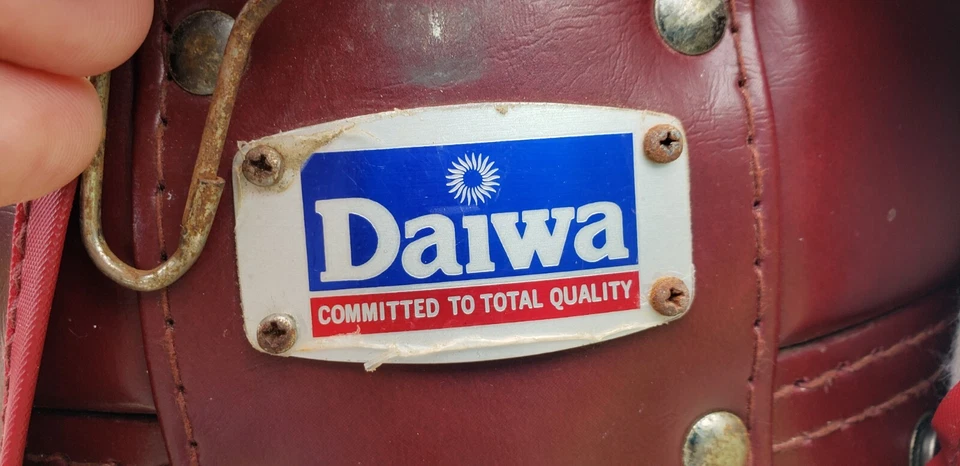 Daiwa
COMMITTED TO TOTAL QUALITY